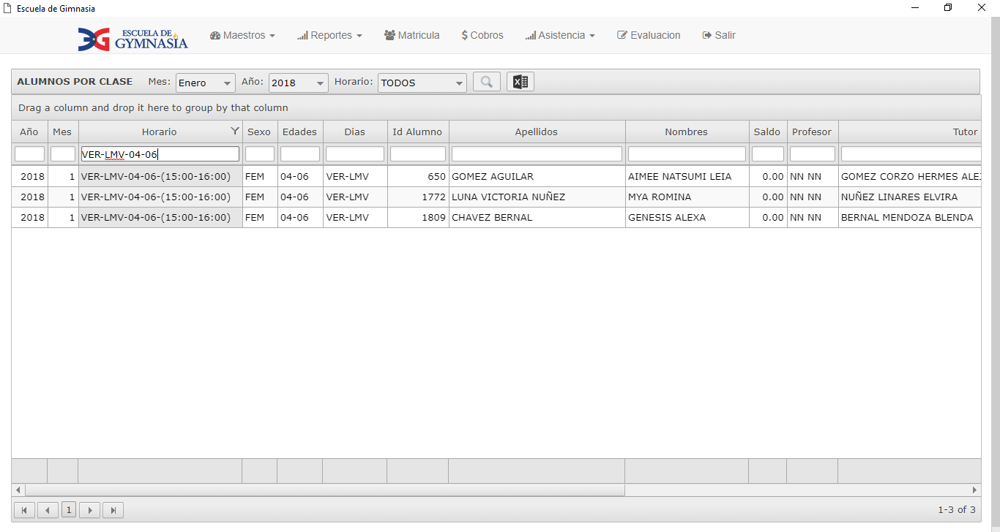 Escuela de Gimnasia
ESCUELA DE GYMNASIA Maestros Reportes Matricula $ Cobros Asistencia Evaluacion Salir
ALUMNOS POR CLASE Mes: Enero Año: 2018 Horario: TODOS
Drag a column and drop it here to group by that column
Año Mes Horario Sexo Edades Dias Id Alumno Apellidos Nombres Saldo Profesor Tutor
VER-LMV-04-06
2018 1 VER-LMV-04-06-(15:00-16:00) FEM 04-06 VER-LMV 650 GOMEZ AGUILAR AIMEE NATSUMI LEIA 0.00 NN NN GOMEZ CORZO HERMES ALE
2018 1 VER-LMV-04-06-(15:00-16:00) FEM 04-06 VER-LMV 1772 LUNA VICTORIA NUÑEZ MYA ROMINA 0.00 NN NN NUÑEZ LINARES ELVIRA
2018 1 VER-LMV-04-06-(15:00-16:00) FEM 04-06 VER-LMV 1809 CHAVEZ BERNAL GENESIS ALEXA 0.00 NN NN BERNAL MENDOZA BLENDA
1 1-3 of 3